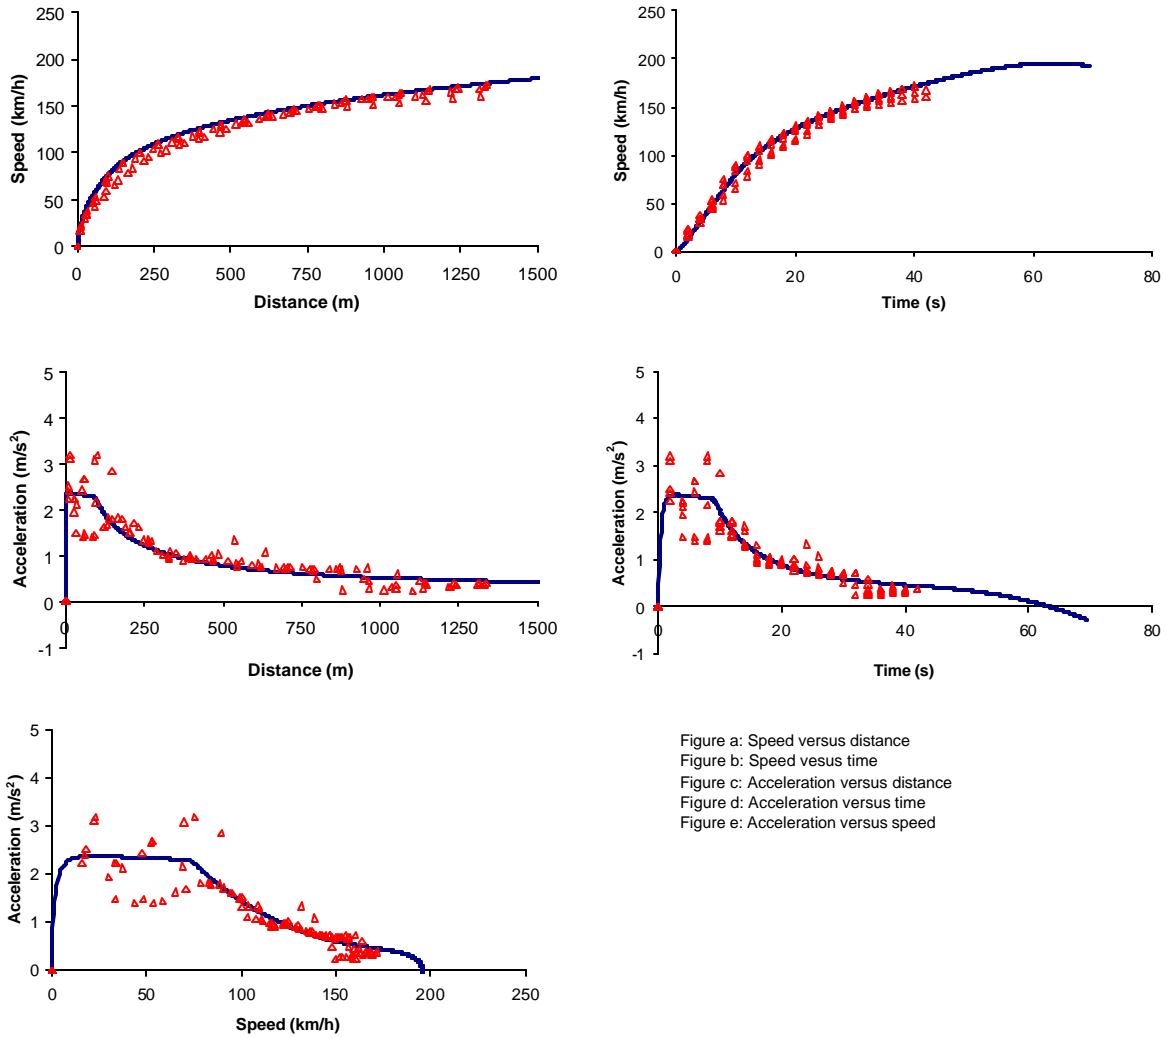 250
200
150
100
50
0
Speed (km/h)
0 250 500 750 1000 1250 1500
Distance (m)
250
200
150
100
50
0
Speed (km/h)
0 20 40 60 80
Time (s)
5
4
3
2
1
0
-1
Acceleration (m/s²)
0 250 500 750 1000 1250 1500
Distance (m)
5
4
3
2
1
0
-1
Acceleration (m/s²)
0 20 40 60 80
Time (s)
5
4
3
2
1
0
Acceleration (m/s²)
0 50 100 150 200 250
Speed (km/h)
Figure a: Speed versus distance
Figure b: Speed vesus time
Figure c: Acceleration versus distance
Figure d: Acceleration versus time
Figure e: Acceleration versus speed